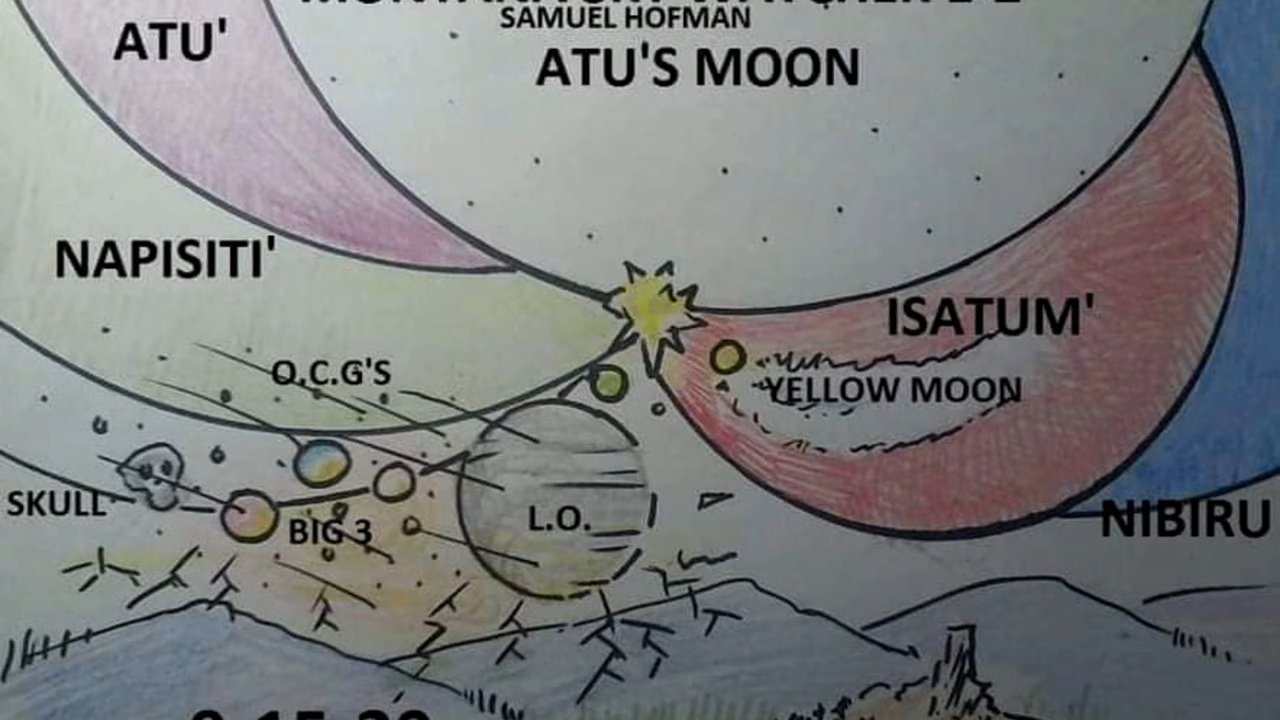 SAMUEL HOFMAN
ATU'
ATU'S MOON
NAPISITI'
ISATUM'
O.C.G'S
YELLOW MOON
SKULL
L.O.
BIG 3
NIBIRU